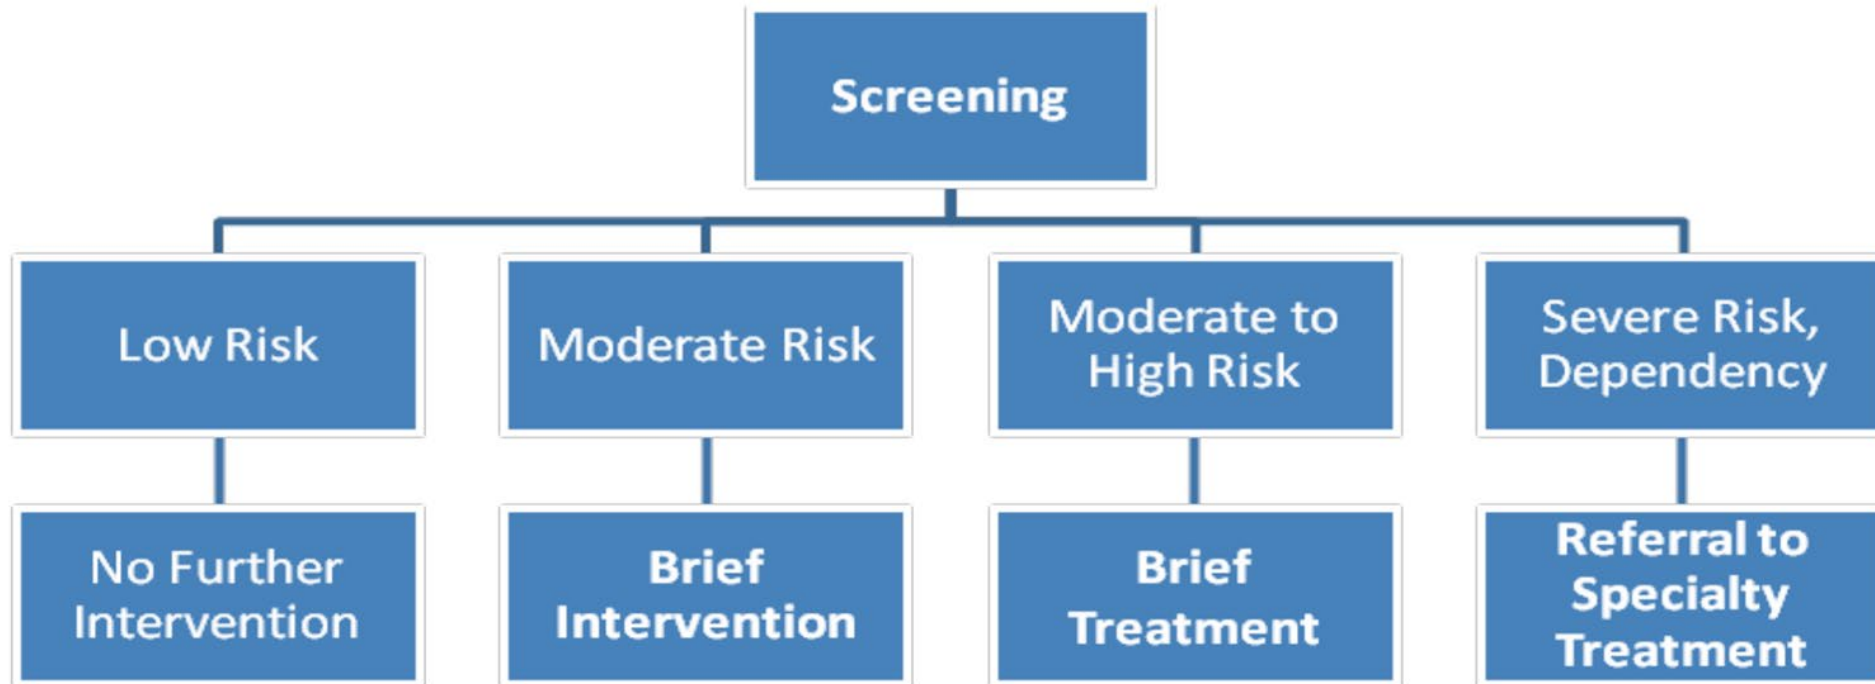 Screening
Low Risk
Moderate Risk
Moderate to
High Risk
Severe Risk,
Dependency
No Further
Intervention
Brief
Intervention
Brief
Treatment
Referral to
Specialty
Treatment